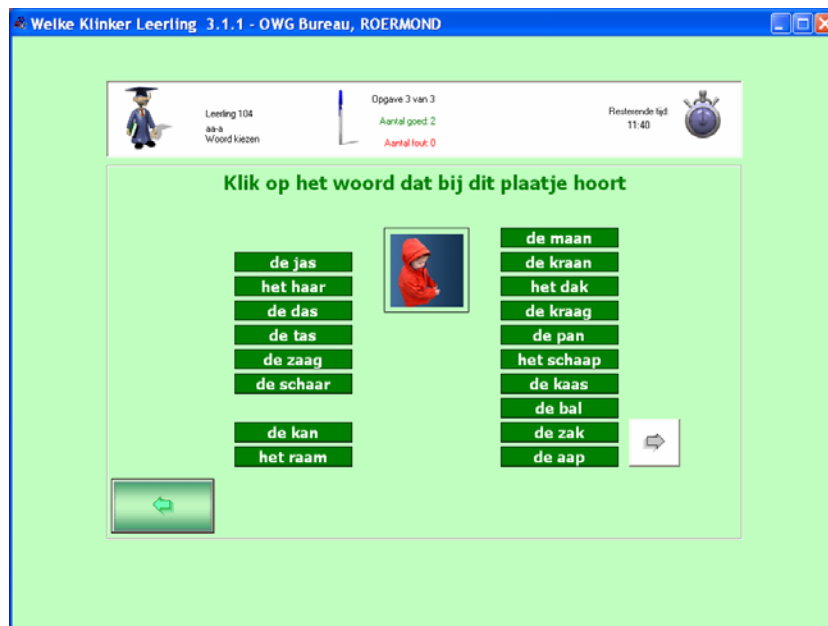 Welke Klinker Leerling 3.1.1 - OWG Bureau, ROERMOND
Leerling 104
aa-a
Woord kiezen
Opgave 3 van 3
Aantal goed: 2
Aantal fout: 0
Resterende tijd:
11:40
Klik op het woord dat bij dit plaatje hoort
de jas
het haar
de das
de tas
de zaag
de schaar
de kan
het raam
de maan
de kraan
het dak
de kraag
de pan
het schaap
de kaas
de bal
de zak
de aap